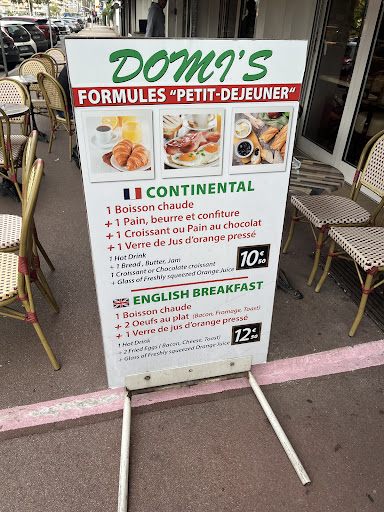 DOMI'S
FORMULES "PETIT-DEJEUNER"
CONTINENTAL
1 Boisson chaude
+ 1 Pain, beurre et confiture
+ 1 Croissant ou Pain au chocolat
+ 1 Verre de Jus d'orange pressé
1 Hot Drink
+ 1 Bread, Butter, Jam
1 Croissant or Chocolate croissant
+ Glass of Freshly squeezed Orange Juice
10€50
ENGLISH BREAKFAST
1 Boisson chaude
+ 2 Oeufs au plat (Bacon, Fromage, Toast)
+ 1 Verre de jus d'orange pressé
1 Hot Drink
+ 2 Fried Eggs ( Bacon, Cheese, Toast)
+ Glass of Freshly squeezed Orange Juice
12€50